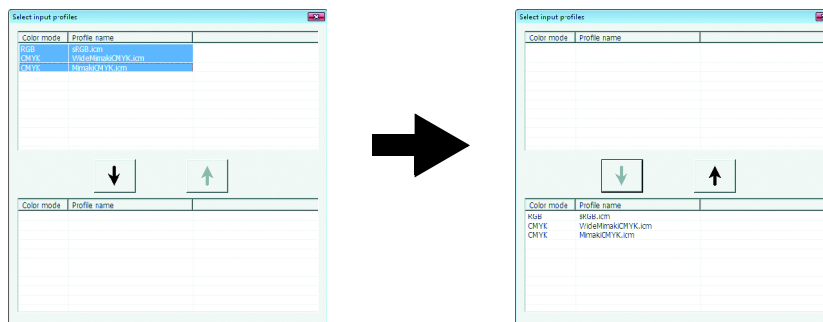 Select input profiles
Color mode Profile name
RGB sRGB.icm
CMYK WideMimakiCMYK.icm
CMYK MimakiCMYK.icm
Color mode Profile name
Select input profiles
Color mode Profile name
Color mode Profile name
RGB sRGB.icm
CMYK WideMimakiCMYK.icm
CMYK MimakiCMYK.icm